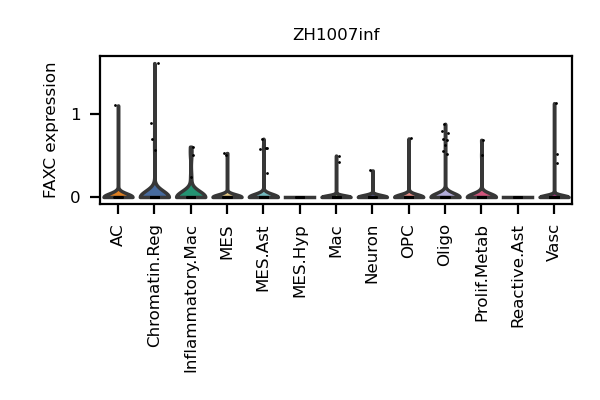 ZH1007inf
FAXC expression
1
0
AC
Chromatin.Reg
Inflammatory.Mac
MES
MES.Ast
MES.Hyp
Mac
Neuron
OPC
Oligo
Prolif.Metab
Reactive.Ast
Vasc